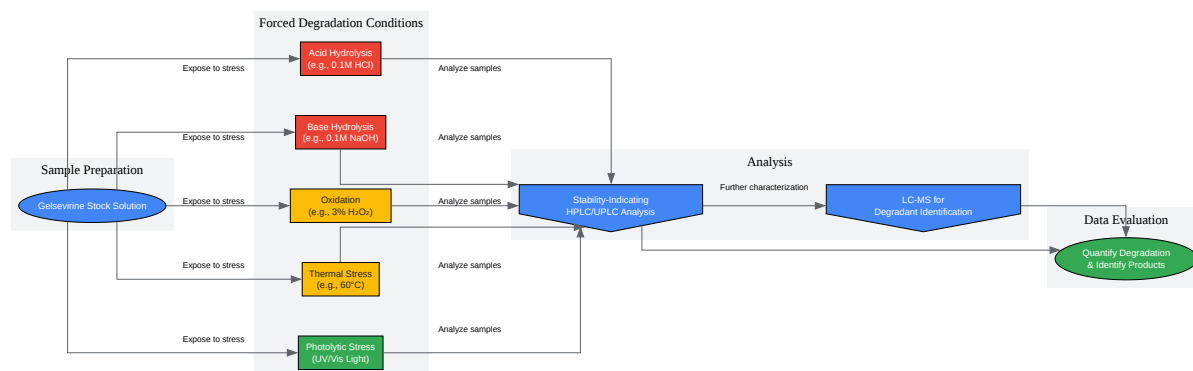 Forced Degradation Conditions
Acid Hydrolysis
(e.g., 0.1M HCl)
Expose to stress
Analyze samples
Base Hydrolysis
(e.g., 0.1M NaOH)
Expose to stress
Analyze samples
Sample Preparation
Analysis
Gelsevirine Stock Solution
Expose to stress
Oxidation
(e.g., 3% H₂O₂)
Analyze samples
Stability-Indicating
HPLC/UPLC Analysis
Further characterization
LC-MS for
Degradant Identification
Data Evaluation
Quantify Degradation
& Identify Products
Expose to stress
Thermal Stress
(e.g., 60°C)
Analyze samples
Expose to stress
Photolytic Stress
(UV/Vis Light)
Analyze samples